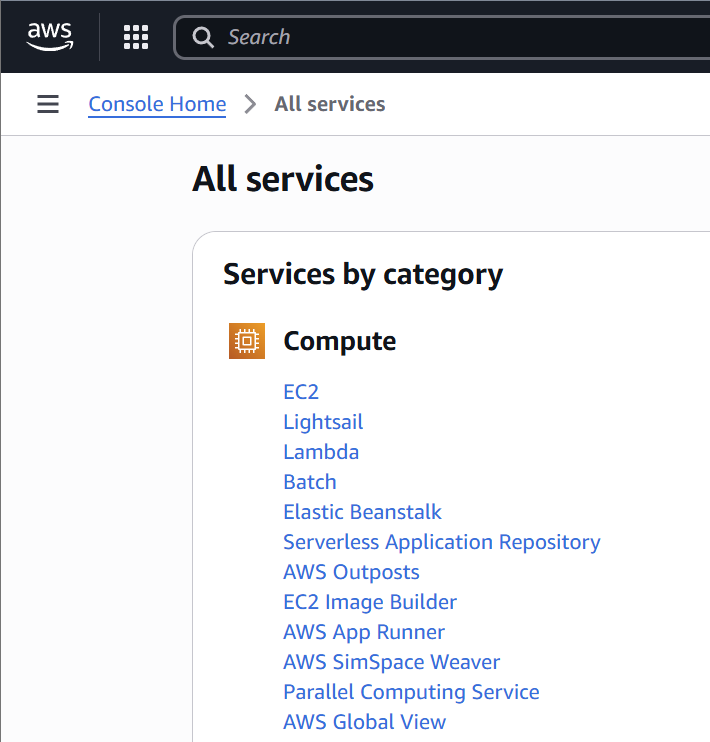 aws
Search
Console Home > All services
All services
Services by category
Compute
EC2
Lightsail
Lambda
Batch
Elastic Beanstalk
Serverless Application Repository
AWS Outposts
EC2 Image Builder
AWS App Runner
AWS SimSpace Weaver
Parallel Computing Service
AWS Global View